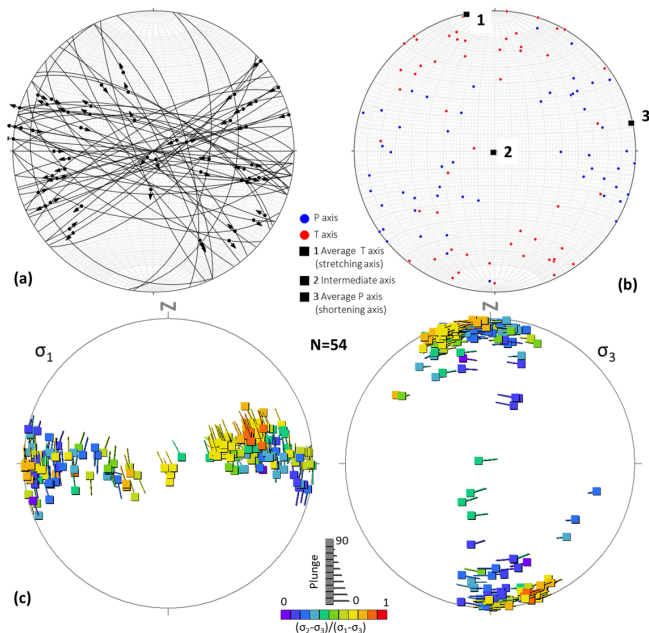 1
3
2
P axis
T axis
1 Average T axis
(stretching axis)
2 Intermediate axis
3 Average P axis
(shortening axis)
(a)
(b)
N
N
σ1
N=54
σ3
90
Plunge
0
0
1
(σ2-σ3)/(σ1-σ3)
(c)